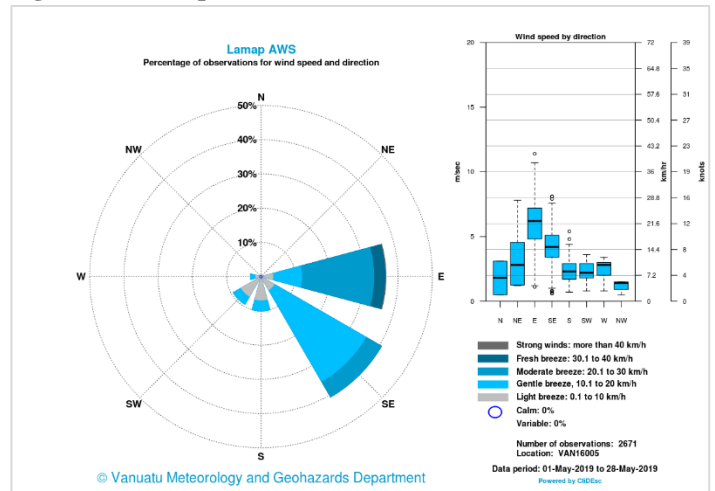 Lamap AWS
Percentage of observations for wind speed and direction
N
50%
40%
30%
20%
10%
NW
NE
W
E
SW
SE
S
Wind speed by direction
20
15
10
5
0
m/sec
72
64.8
57.6
50.4
43.2
36
28.8
21.6
14.4
7.2
0
km/hr
39
35
31
27
23
19
16
12
8
4
0
knots
N NE E SE S SW W NW
Strong winds: more than 40 km/h
Fresh breeze: 30.1 to 40 km/h
Moderate breeze: 20.1 to 30 km/h
Gentle breeze, 10.1 to 20 km/h
Light breeze: 0.1 to 10 km/h
Calm: 0%
Variable: 0%
Number of observations: 2671
Location: VAN16005
Data period: 01-May-2019 to 28-May-2019
Powered by CliDEsc
© Vanuatu Meteorology and Geohazards Department